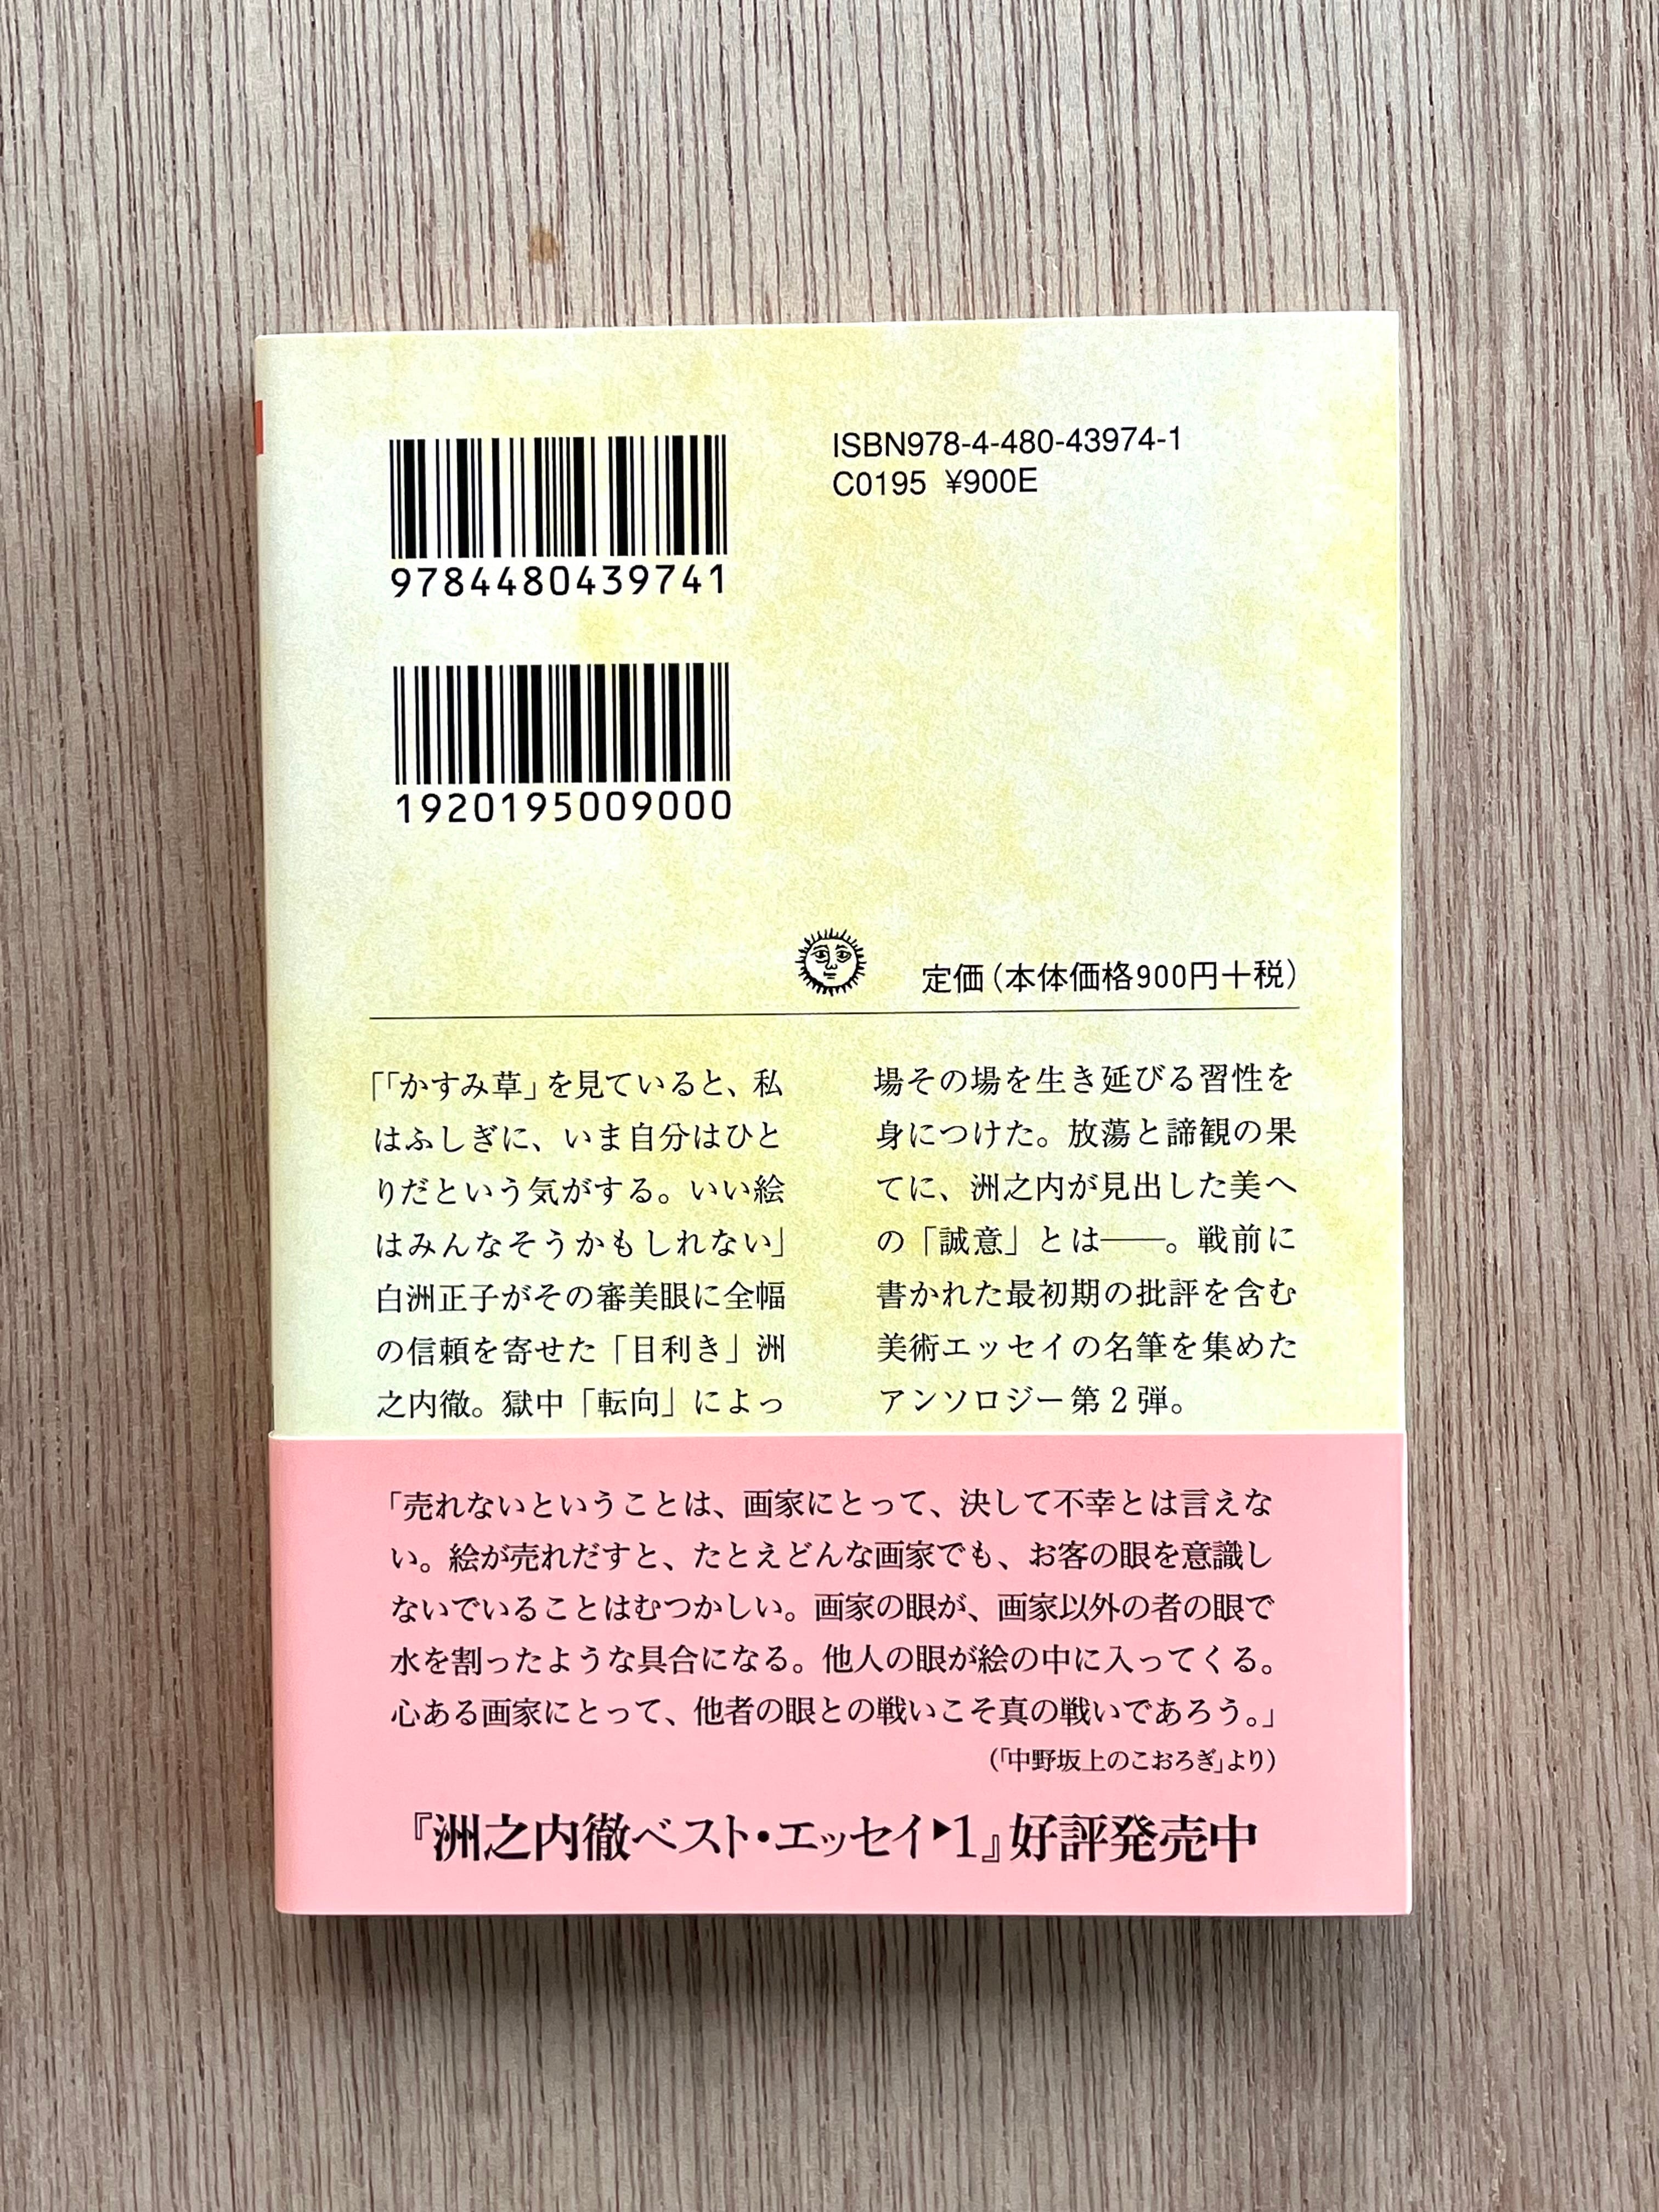 ISBN978-4-480-43974-1
C0195 ¥900E
9784480439741
1920195009000
定価(本体価格900円+税)
「「かすみ草」を見ていると、私
はふしぎに、いま自分はひと
りだという気がする。いい絵
はみんなそうかもしれない」
白洲正子がその審美眼に全幅
の信頼を寄せた「目利き」洲
之内徹。獄中「転向」によっ
場その場を生き延びる習性を
身につけた。放蕩と諦観の果
てに、洲之内が見出した美へ
の「誠意」とは――。戦前に
書かれた最初期の批評を含む
美術エッセイの名筆を集めた
アンソロジー第2弾。
「売れないということは、画家にとって、決して不幸とは言えな
い。絵が売れだすと、たとえどんな画家でも、お客の眼を意識し
ないでいることはむつかしい。画家の眼が、画家以外の者の眼で
水を割ったような具合になる。他人の眼が絵の中に入ってくる。
心ある画家にとって、他者の眼との戦いこそ真の戦いであろう。」
(「中野坂上のこおろぎ」より)
『洲之内徹ベスト・エッセイ▶1』好評発売中